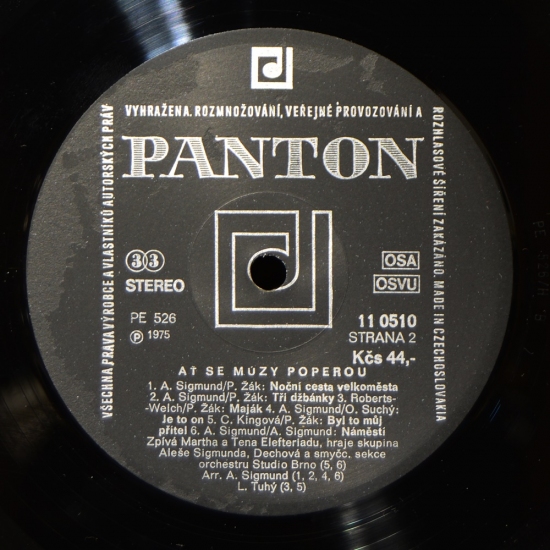 VYHRAŽENA. ROZMNOŽOVÁNÍ, VEŘEJNÉ PROVOZOVÁNÍ A
VŠECHNA PRÁVA VÝROBCE A VLASTNÍKŮ AUTORSKÝCH PRÁV
ROZHLASOVÉ ŠÍŘENÍ ZAKÁZÁNO. MADE IN CZECHOSLOVAKIA
PANTON
33
STEREO
OSA
OSVU
PE 526
Ⓟ 1975
11 0510
STRANA 2
Kčs 44,-
AŤ SE MÚZY POPEROU
1. A. Sigmund/P. Žák: Noční cesta velkoměsta
2. A. Sigmund/P. Žák: Tři džbánky 3. Roberts-
Welch/P. Žák: Maják 4. A. Sigmund/O. Suchý:
Je to on 5. C. Kingová/P. Žák: Byl to můj
přítel 6. A. Sigmund/A. Sigmund: Náměstí
Zpívá Martha a Tena Elefteriadu, hraje skupina
Aleše Sigmunda, Dechová a smyčc. sekce
orchestru Studio Brno (5, 6)
Arr. A. Sigmund (1, 2, 4, 6)
L. Tuhý (3, 5)